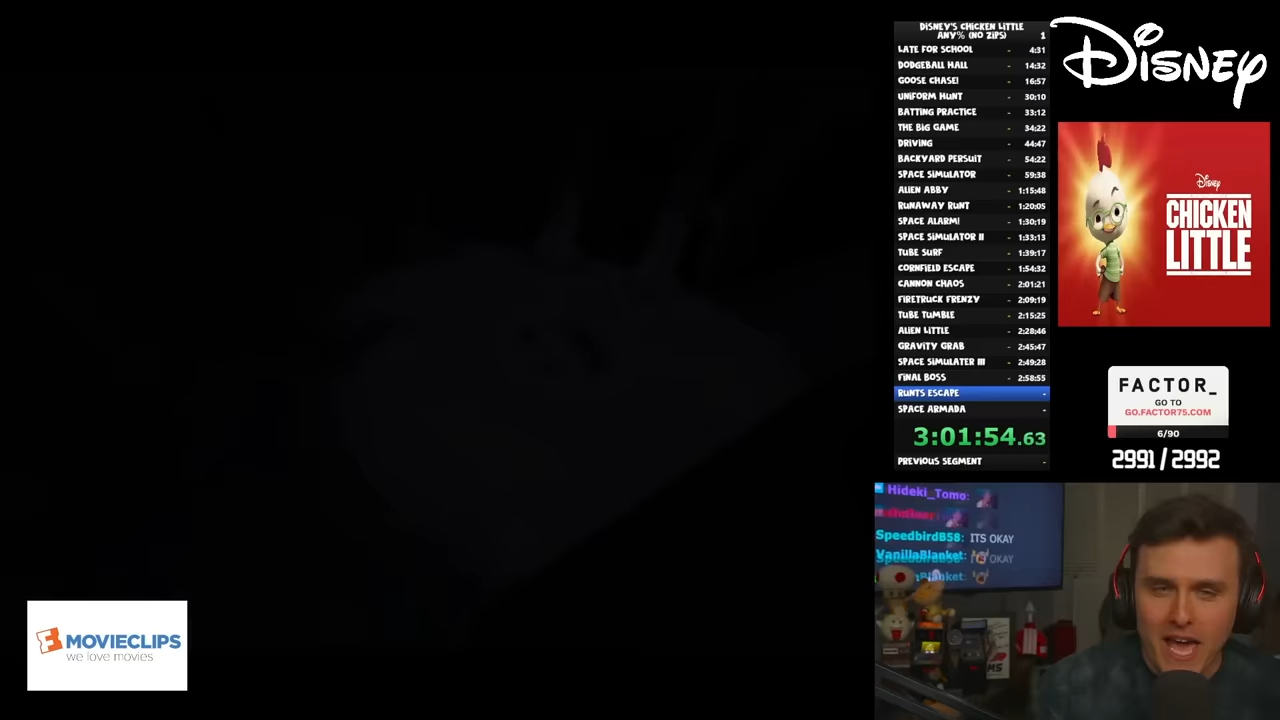 DISNEY'S CHICKEN LITTLE
ANY% (NO ZIPS) 1
LATE FOR SCHOOL - 4:31
DODGEBALL HALL - 14:32
GOOSE CHASE! - 16:57
UNIFORM HUNT - 30:10
BATTING PRACTICE - 33:12
THE BIG GAME - 34:22
DRIVING - 44:47
BACKYARD PERSUIT - 54:22
SPACE SIMULATOR - 59:38
ALIEN ABBY - 1:15:48
RUNAWAY RUNT - 1:20:05
SPACE ALARM! - 1:30:19
SPACE SIMULATOR II - 1:33:13
TUBE SURF - 1:39:17
CORNFIELD ESCAPE - 1:54:32
CANNON CHAOS - 2:01:21
FIRETRUCK FRENZY - 2:09:19
TUBE TUMBLE - 2:15:25
ALIEN LITTLE - 2:28:46
GRAVITY GRAB - 2:45:47
SPACE SIMULATER III - 2:49:28
FINAL BOSS - 2:58:55
RUNTS ESCAPE -
SPACE ARMADA -
3:01:54.63
PREVIOUS SEGMENT -
Disney
Disney
CHICKEN
LITTLE
FACTOR_
GO TO
GO.FACTOR75.COM
6/90
2991 / 2992
Hideki_Tomo:
SpeedbirdB58: ITS OKAY
VanillaBlanket:
MOVIECLIPS
we love movies